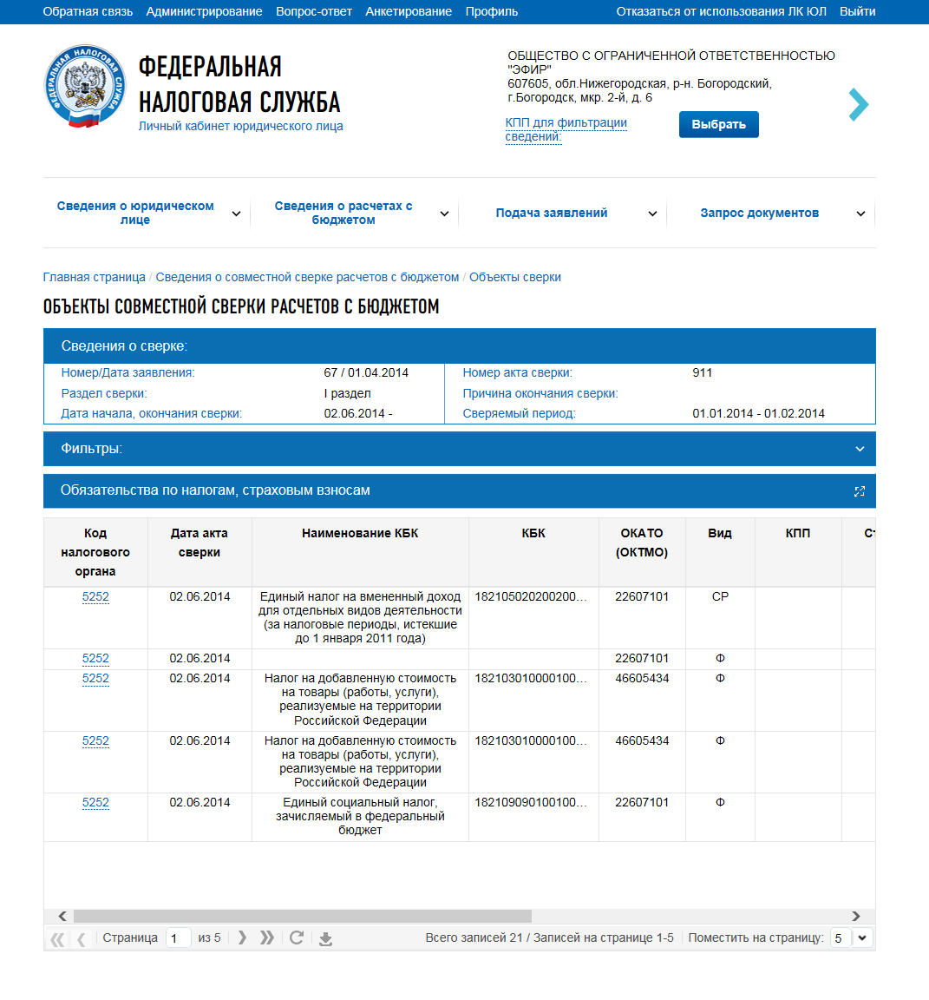 Обратная связь Администрирование Вопрос-ответ Анкетирование Профиль Отказаться от использования ЛК ЮЛ Выйти
ФЕДЕРАЛЬНАЯ НАЛОГОВАЯ СЛУЖБА
ФЕДЕРАЛЬНАЯ
НАЛОГОВАЯ СЛУЖБА
Личный кабинет юридического лица
ОБЩЕСТВО С ОГРАНИЧЕННОЙ ОТВЕТСТВЕННОСТЬЮ
"ЭФИР"
607605, обл.Нижегородская, р-н. Богородский,
г.Богородск, мкр. 2-й, д. 6
КПП для фильтрации
сведений:
Выбрать
Сведения о юридическом
лице
Сведения о расчетах с
бюджетом
Подача заявлений
Запрос документов
Главная страница / Сведения о совместной сверке расчетов с бюджетом / Объекты сверки
ОБЪЕКТЫ СОВМЕСТНОЙ СВЕРКИ РАСЧЕТОВ С БЮДЖЕТОМ
Сведения о сверке:
Номер/Дата заявления: 67 / 01.04.2014 Номер акта сверки: 911
Раздел сверки: I раздел Причина окончания сверки:
Дата начала, окончания сверки: 02.06.2014 - Сверяемый период: 01.01.2014 - 01.02.2014
Фильтры:
Обязательства по налогам, страховым взносам
Код
налогового
органа
Дата акта
сверки
Наименование КБК
КБК
ОКАТО
(ОКТМО)
Вид
КПП
5252 02.06.2014 Единый налог на вмененный доход 182105020200200... 22607101 СР
для отдельных видов деятельности
(за налоговые периоды, истекшие
до 1 января 2011 года)
5252 02.06.2014 22607101 Ф
5252 02.06.2014 Налог на добавленную стоимость 182103010000100... 46605434 Ф
на товары (работы, услуги),
реализуемые на территории
Российской Федерации
5252 02.06.2014 Налог на добавленную стоимость 182103010000100... 46605434 Ф
на товары (работы, услуги),
реализуемые на территории
Российской Федерации
5252 02.06.2014 Единый социальный налог, 182109090100100... 22607101 Ф
зачисляемый в федеральный
бюджет
Страница 1 из 5 Всего записей 21 / Записей на странице 1-5 Поместить на страницу: 5